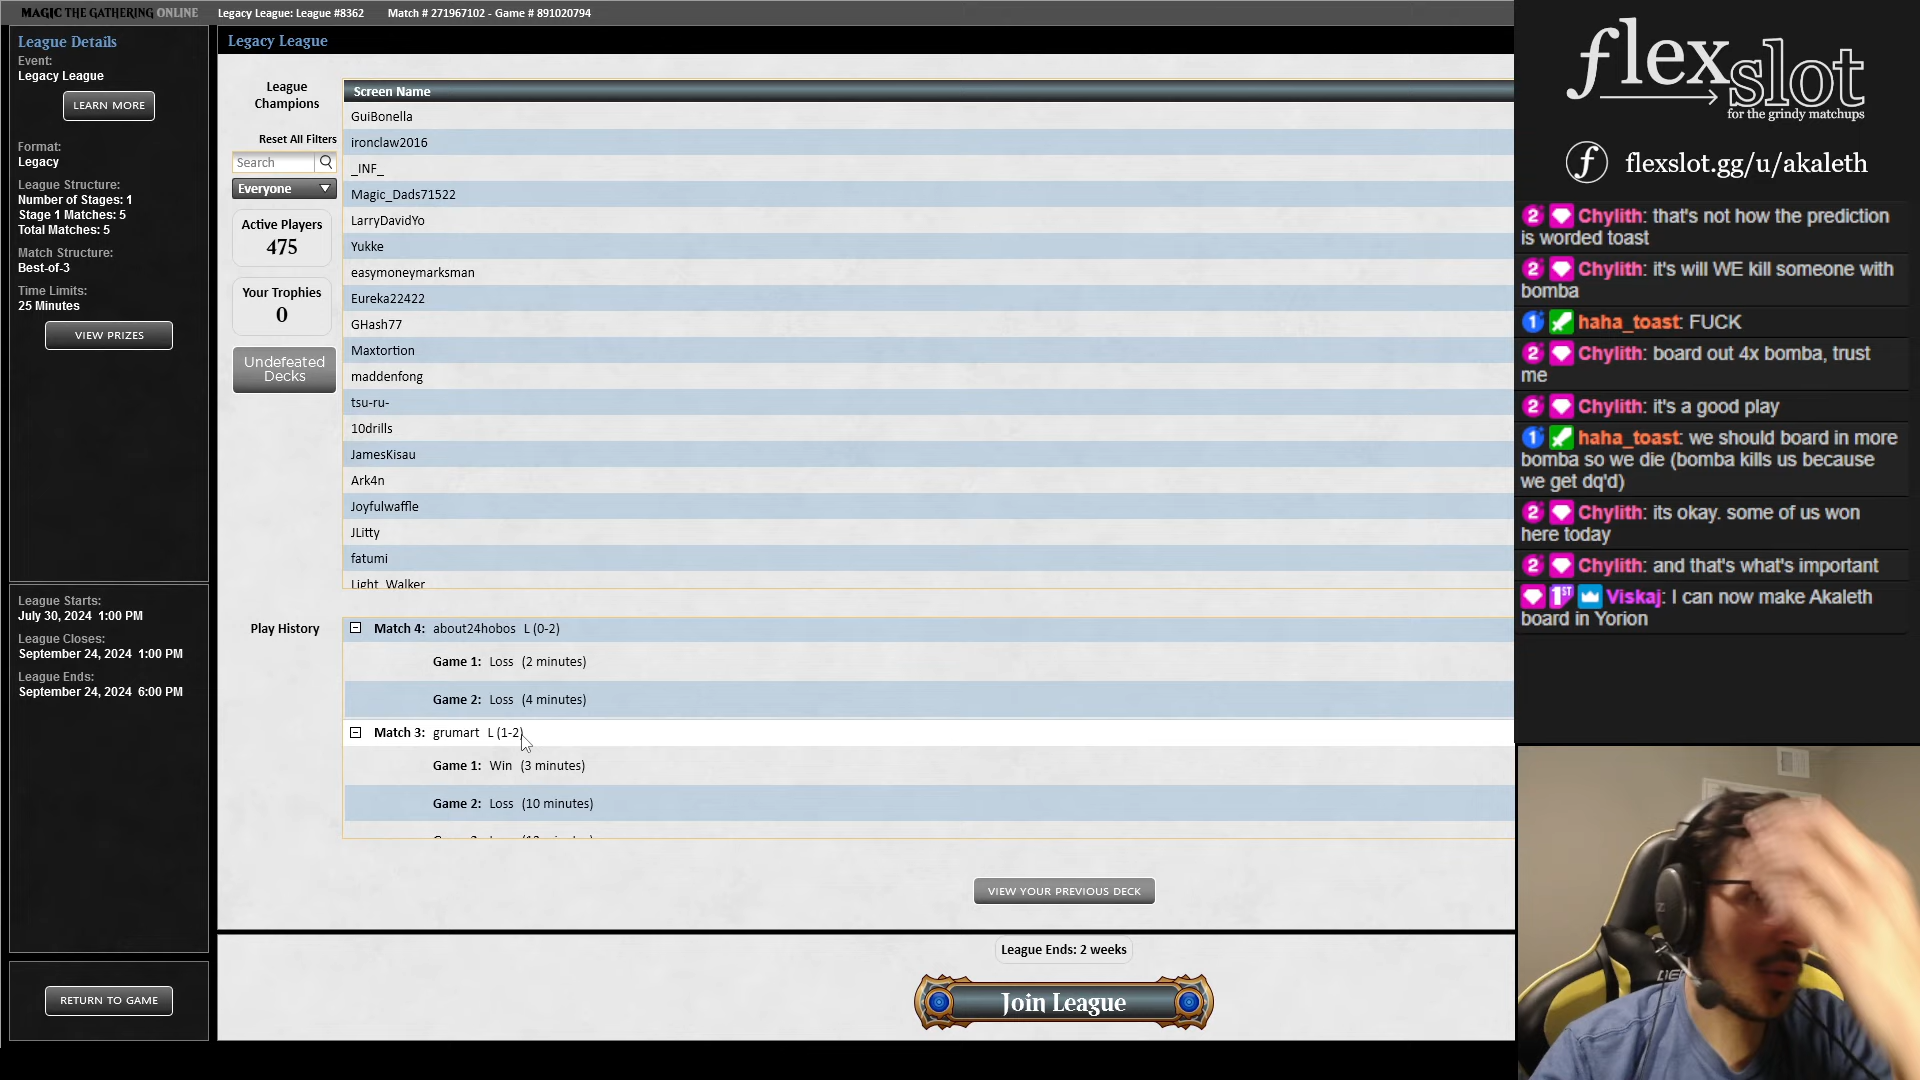 MAGIC THE GATHERING ONLINE
Legacy League: League #8362
Match # 271967102 - Game # 891020794
League Details
Event:
Legacy League
LEARN MORE
Format:
Legacy
League Structure:
Number of Stages: 1
Stage 1 Matches: 5
Total Matches: 5
Match Structure:
Best-of-3
Time Limits:
25 Minutes
VIEW PRIZES
League Starts:
July 30, 2024 1:00 PM
League Closes:
September 24, 2024 1:00 PM
League Ends:
September 24, 2024 6:00 PM
RETURN TO GAME
Legacy League
League
Champions
Reset All Filters
Search
Everyone
Active Players
475
Your Trophies
0
Undefeated
Decks
Screen Name
GuiBonella
ironclaw2016
_INF_
Magic_Dads71522
LarryDavidYo
Yukke
easymoneymarksman
Eureka22422
GHash77
Maxtortion
maddenfong
tsu-ru-
10drills
JamesKisau
Ark4n
Joyfulwaffle
JLitty
fatumi
Light_Walker
Play History
Match 4: about24hobos L (0-2)
Game 1: Loss (2 minutes)
Game 2: Loss (4 minutes)
Match 3: grumart L (1-2)
Game 1: Win (3 minutes)
Game 2: Loss (10 minutes)
VIEW YOUR PREVIOUS DECK
League Ends: 2 weeks
Join League
flex
slot
for the grindy matchups
f flexslot.gg/u/akaleth
2 Chylith: that's not how the prediction
is worded toast
2 Chylith: it's will WE kill someone with
bomba
1 haha_toast: FUCK
2 Chylith: board out 4x bomba, trust
me
2 Chylith: it's a good play
1 haha_toast: we should board in more
bomba so we die (bomba kills us because
we get dq'd)
2 Chylith: its okay. some of us won
here today
2 Chylith: and that's what's important
1ST Viskaj: I can now make Akaleth
board in Yorion